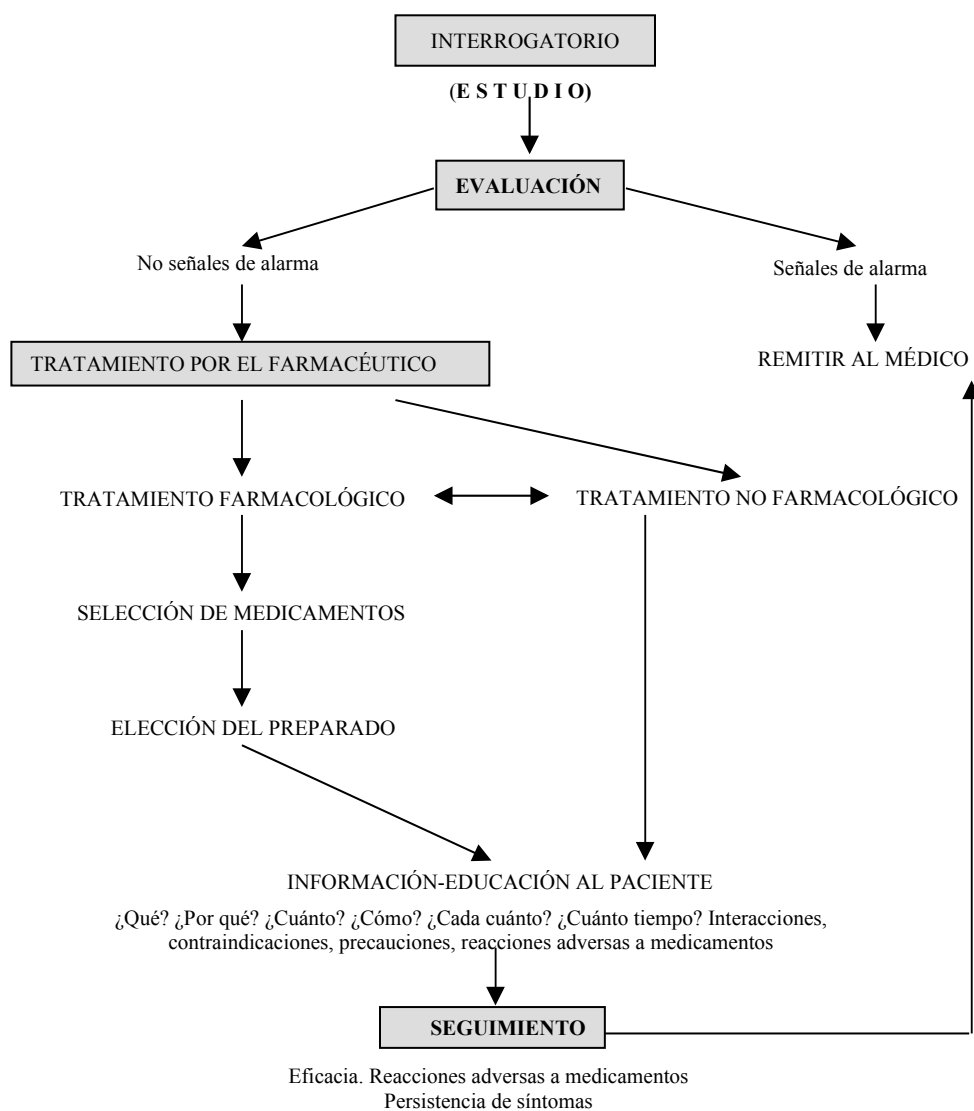 INTERROGATORIO
(E S T U D I O)
EVALUACIÓN
No señales de alarma
Señales de alarma
TRATAMIENTO POR EL FARMACÉUTICO
REMITIR AL MÉDICO
TRATAMIENTO FARMACOLÓGICO
TRATAMIENTO NO FARMACOLÓGICO
SELECCIÓN DE MEDICAMENTOS
ELECCIÓN DEL PREPARADO
INFORMACIÓN-EDUCACIÓN AL PACIENTE
¿Qué? ¿Por qué? ¿Cuánto? ¿Cómo? ¿Cada cuánto? ¿Cuánto tiempo? Interacciones,
contraindicaciones, precauciones, reacciones adversas a medicamentos
SEGUIMIENTO
Eficacia. Reacciones adversas a medicamentos
Persistencia de síntomas